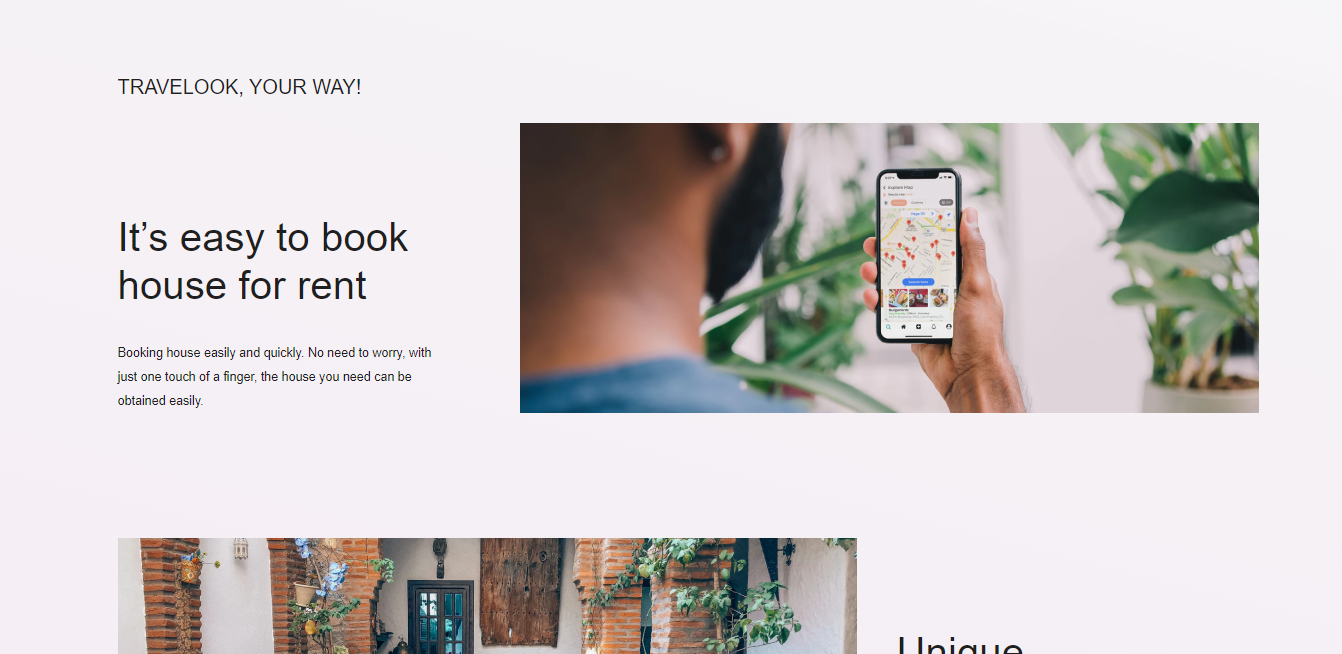 TRAVELOOK, YOUR WAY!
It’s easy to book
house for rent
Booking house easily and quickly. No need to worry, with
just one touch of a finger, the house you need can be
obtained easily.
Explore Map
Unique